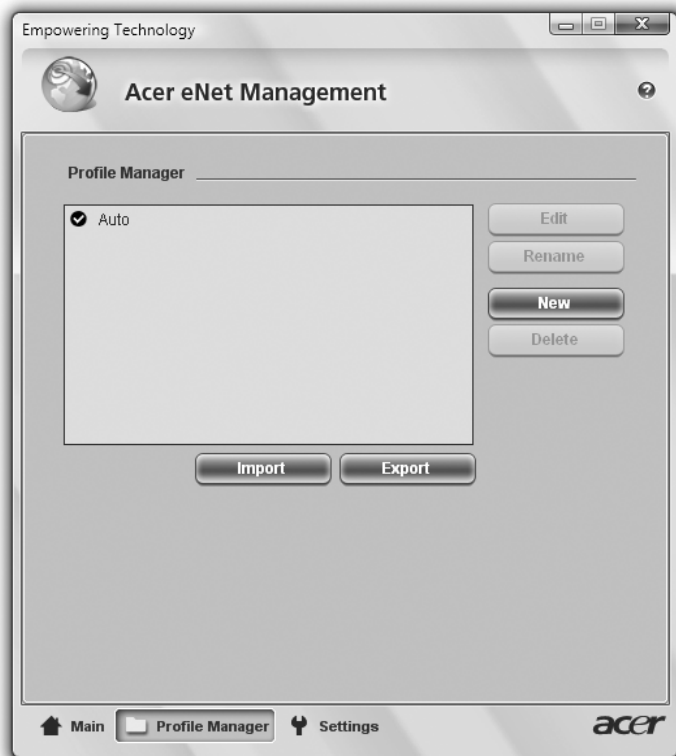 Empowering Technology
Acer eNet Management
Profile Manager
Auto
Edit
Rename
New
Delete
Import
Export
Main
Profile Manager
Settings
acer